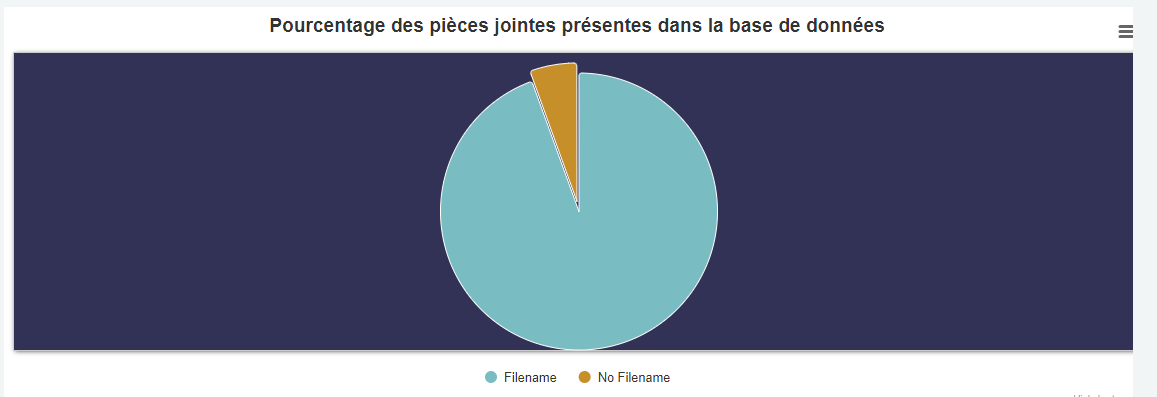 Pourcentage des pièces jointes présentes dans la base de données
Filename
No Filename